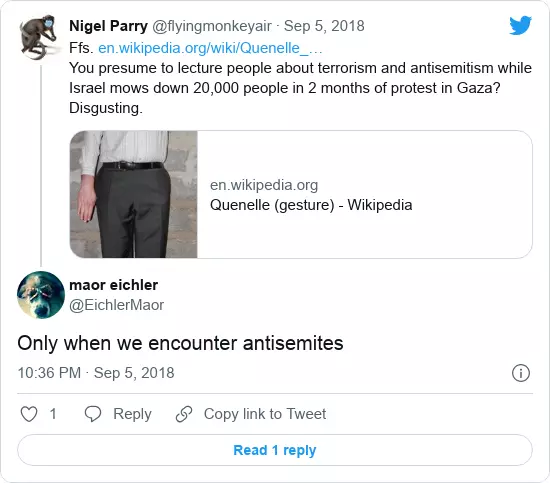 Nigel Parry @flyingmonkeyair · Sep 5, 2018
Ffs. en.wikipedia.org/wiki/Quenelle_…
You presume to lecture people about terrorism and antisemitism while
Israel mows down 20,000 people in 2 months of protest in Gaza?
Disgusting.
en.wikipedia.org
Quenelle (gesture) - Wikipedia
maor eichler
@EichlerMaor
Only when we encounter antisemites
10:36 PM · Sep 5, 2018
1 Reply Copy link to Tweet
Read 1 reply